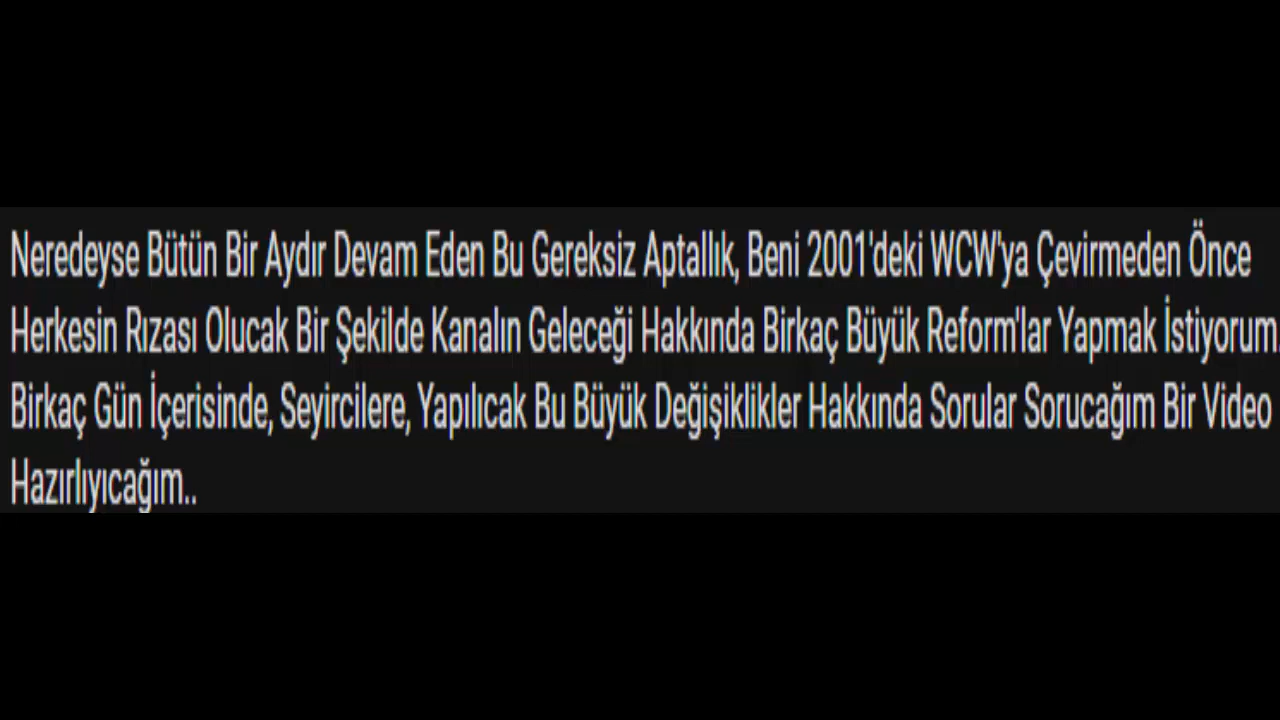 Neredeyse Bütün Bir Aydır Devam Eden Bu Gereksiz Aptallık, Beni 2001'deki WCW'ya Çevirmeden Önce
Herkesin Rızası Olucak Bir Şekilde Kanalın Geleceği Hakkında Birkaç Büyük Reform'lar Yapmak İstiyorum.
Birkaç Gün İçerisinde, Seyircilere, Yapılıcak Bu Büyük Değişiklikler Hakkında Sorular Sorucağım Bir Video
Hazırlıyıcağım..